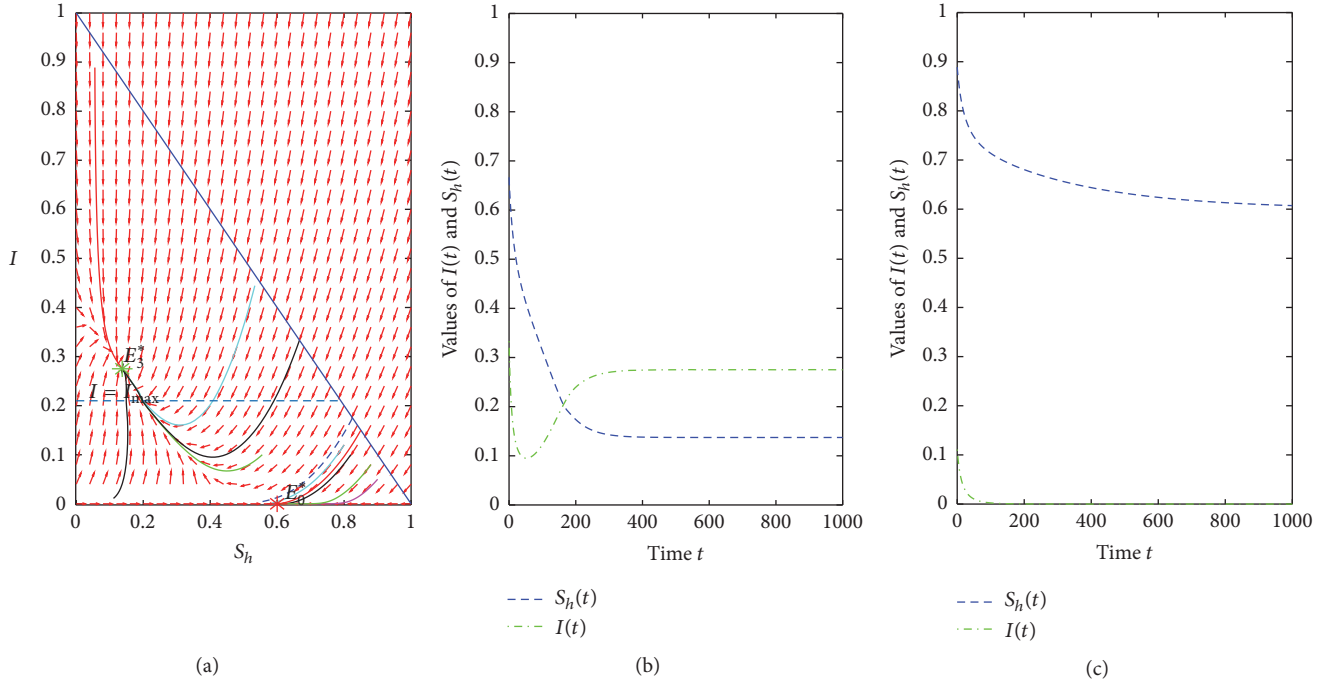 1
0.9
0.8
0.7
0.6
0.5
0.4
0.3
0.2
0.1
0
I
E*3
I = Imax
E*0
0 0.2 0.4 0.6 0.8 1
Sh
(a)
1
0.9
0.8
0.7
0.6
0.5
0.4
0.3
0.2
0.1
0
Values of I(t) and Sh(t)
0 200 400 600 800 1000
Time t
Sh(t)
I(t)
(b)
1
0.9
0.8
0.7
0.6
0.5
0.4
0.3
0.2
0.1
0
Values of I(t) and Sh(t)
0 200 400 600 800 1000
Time t
Sh(t)
I(t)
(c)